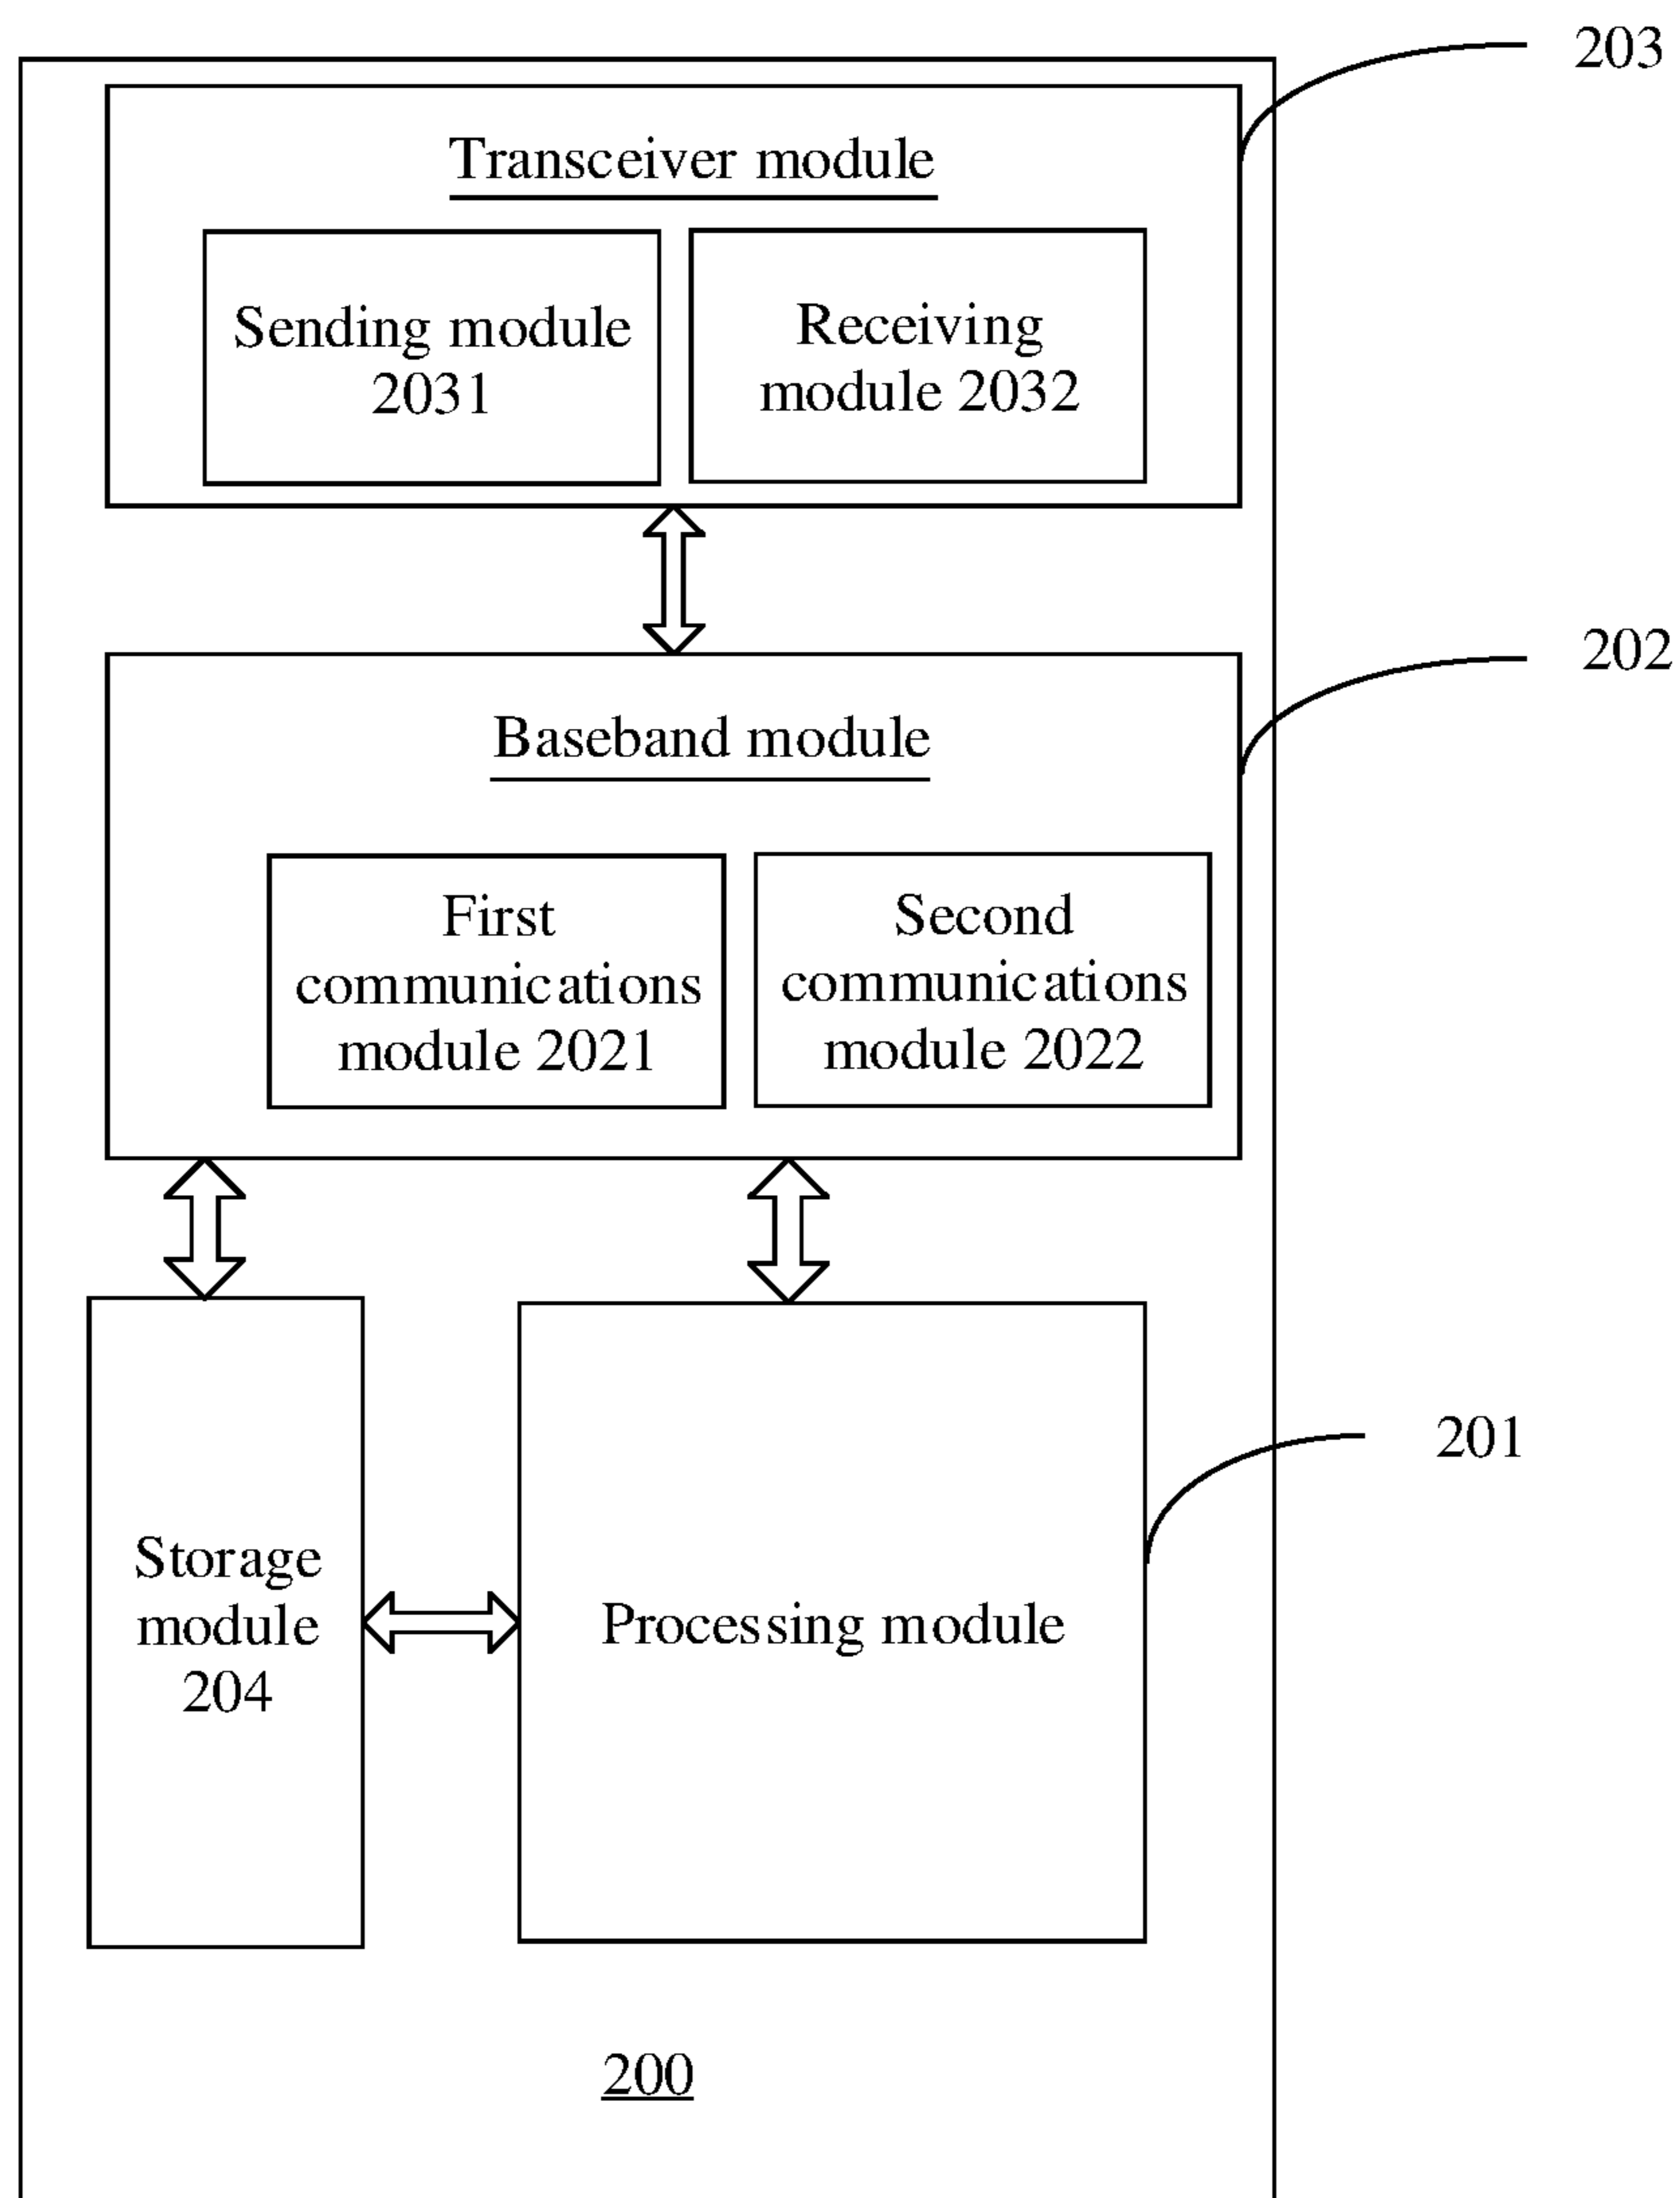 203
Transceiver module
Sending module
2031
Receiving
module 2032
202
Baseband module
First
communications
module 2021
Second
communications
module 2022
201
Storage
module
204
Processing module
200